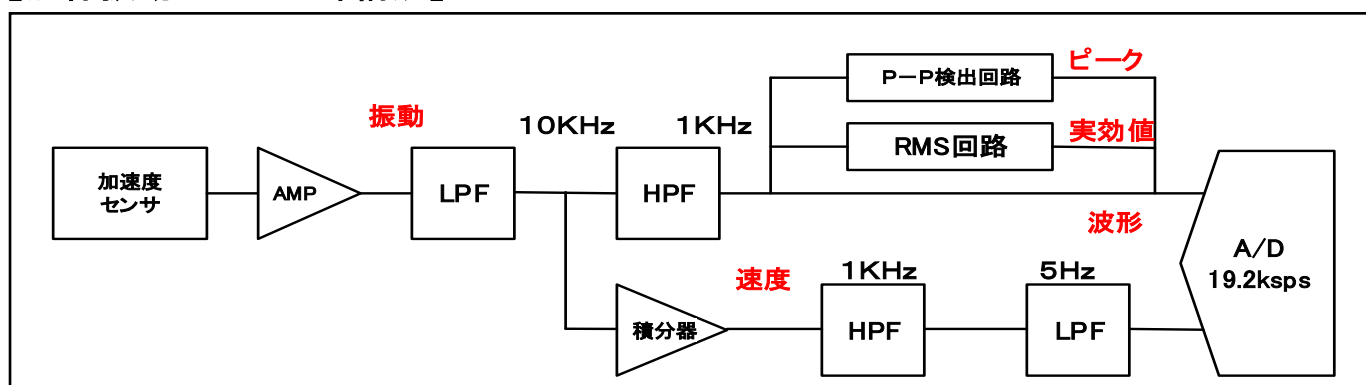 振動
10KHz
1KHz
P-P検出回路
ピーク
RMS回路
実効値
加速度
センサ
AMP
LPF
HPF
波形
A/D
19.2ksps
積分器
速度
1KHz
HPF
5Hz
LPF